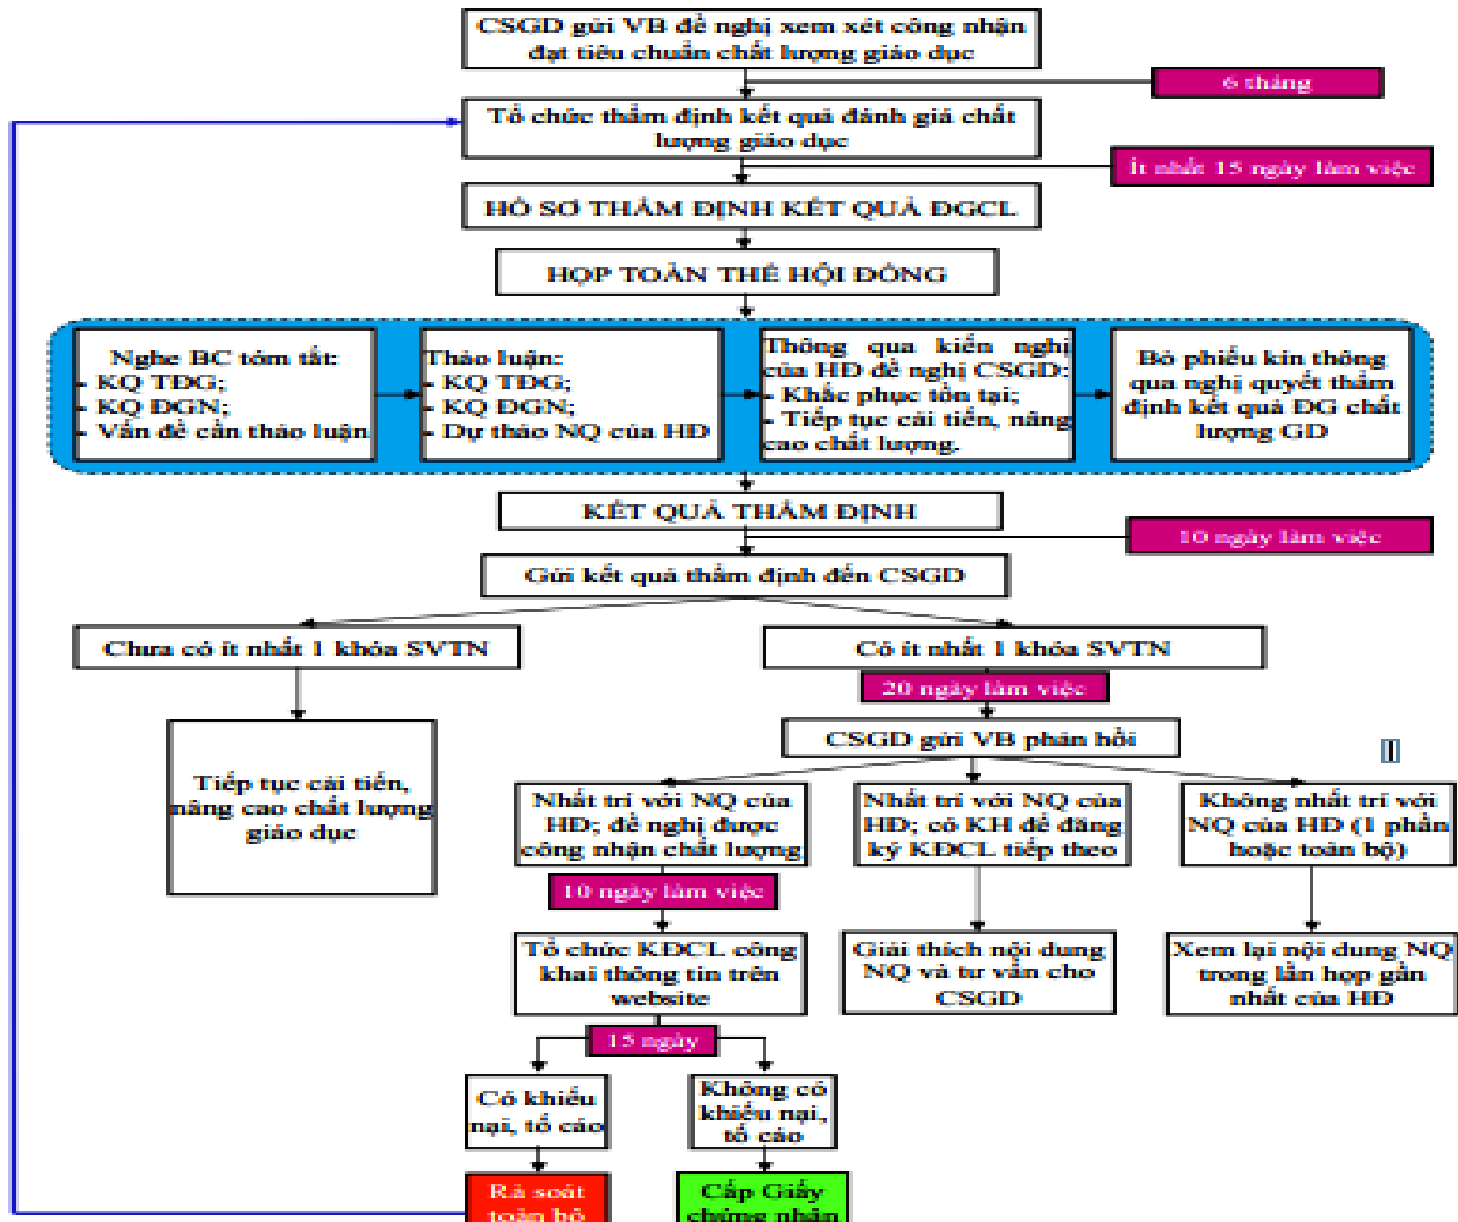 CSGD gửi VB đề nghị xem xét công nhận
đạt tiêu chuẩn chất lượng giáo dục
6 tháng
Tổ chức thẩm định kết quả đánh giá chất
lượng giáo dục
Ít nhất 15 ngày làm việc
HỒ SƠ THẨM ĐỊNH KẾT QUẢ ĐGCL
HỌP TOÀN THỂ HỘI ĐỒNG
Nghe BC tóm tắt:
- KQ TĐG;
- KQ ĐGN;
- Vấn đề cần thảo luận
Thảo luận:
- KQ TĐG;
- KQ ĐGN;
- Dự thảo NQ của HĐ
Thông qua kiến nghị
của HĐ đề nghị CSGD:
- Khắc phục tồn tại;
- Tiếp tục cải tiến, nâng
cao chất lượng.
Bỏ phiếu kín thông
qua nghị quyết thẩm
định kết quả ĐG chất
lượng GD
KẾT QUẢ THẨM ĐỊNH
10 ngày làm việc
Gửi kết quả thẩm định đến CSGD
Chưa có ít nhất 1 khóa SVTN
Có ít nhất 1 khóa SVTN
20 ngày làm việc
CSGD gửi VB phản hồi
Tiếp tục cải tiến,
nâng cao chất lượng
giáo dục
Nhất trí với NQ của
HĐ; đề nghị được
công nhận chất lượng
Nhất trí với NQ của
HĐ; có KH để đăng
ký KĐCL tiếp theo
Không nhất trí với
NQ của HĐ (1 phần
hoặc toàn bộ)
10 ngày làm việc
Tổ chức KĐCL công
khai thông tin trên
website
Giải thích nội dung
NQ và tư vấn cho
CSGD
Xem lại nội dung NQ
trong lần họp gần
nhất của HĐ
15 ngày
Có khiếu
nại, tố cáo
Không có
khiếu nại,
tố cáo
Rà soát
toàn bộ
Cấp Giấy
chứng nhận